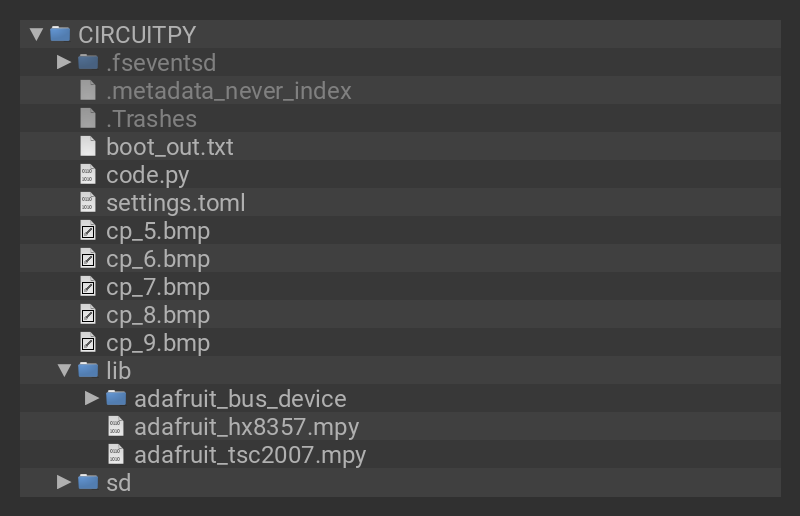 CIRCUITPY
.fseventsd
.metadata_never_index
.Trashes
boot_out.txt
code.py
settings.toml
cp_5.bmp
cp_6.bmp
cp_7.bmp
cp_8.bmp
cp_9.bmp
lib
adafruit_bus_device
adafruit_hx8357.mpy
adafruit_tsc2007.mpy
sd